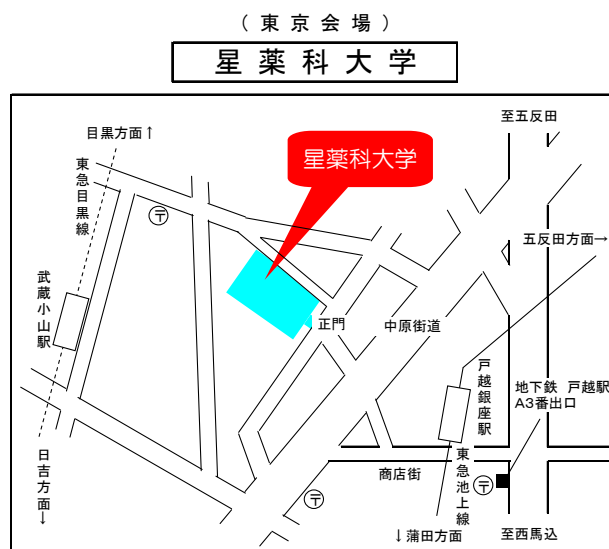 （東京会場）
星薬科大学
至五反田
目黒方面↑
星薬科大学
東急目黒線
〒
五反田方面→
武蔵小山駅
正門
中原街道
戸越銀座駅
地下鉄 戸越駅
A3番出口
日吉方面↓
商店街
東急池上線
〒
〒
↓蒲田方面
至西馬込